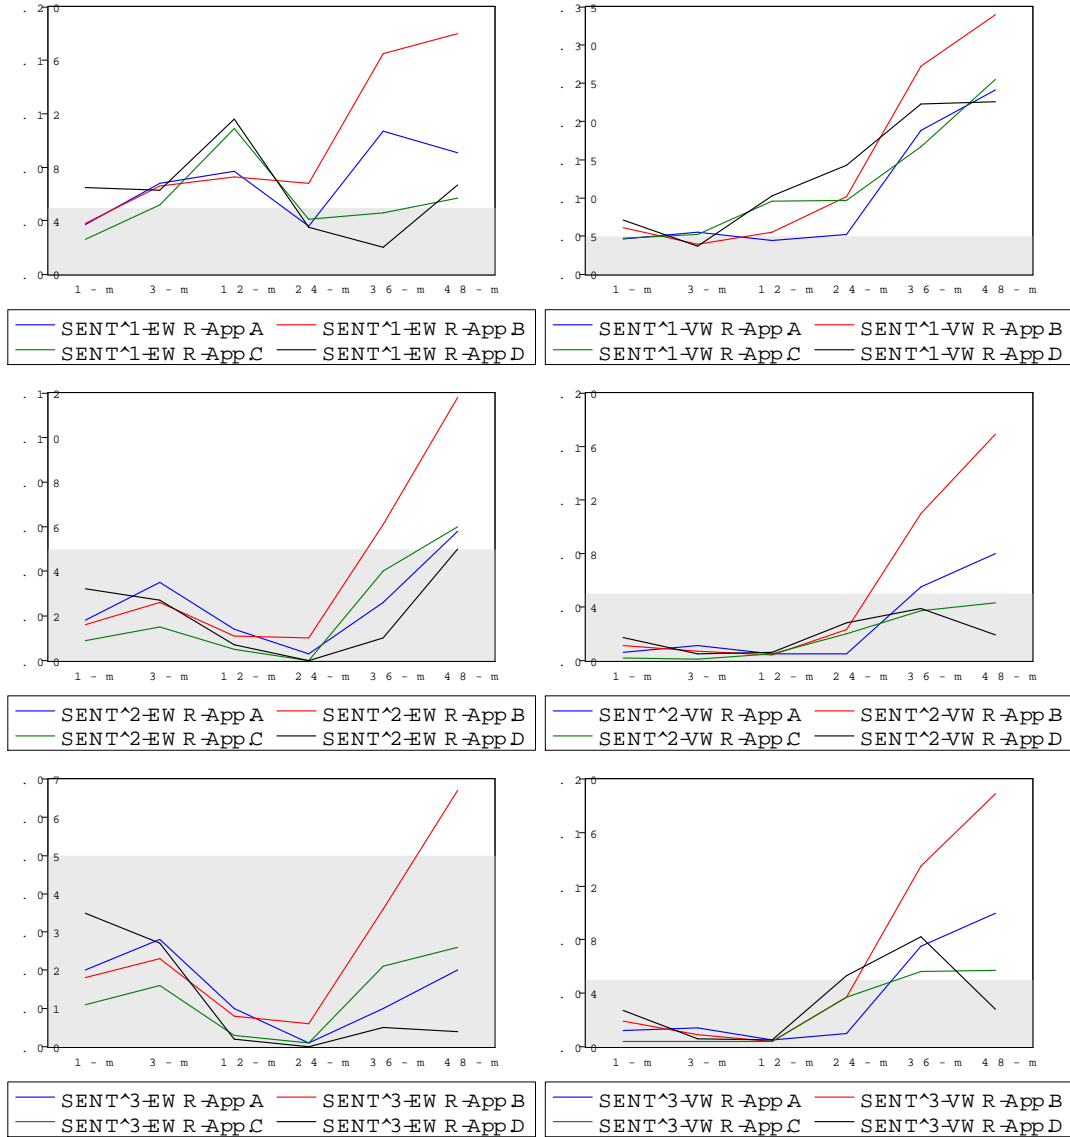 .20
.16
.12
.08
.04
.00
1-m 3-m 12-m 24-m 36-m 48-m
SENT^1-EWR-App.A SENT^1-EWR-App.B
SENT^1-EWR-App.C SENT^1-EWR-App.D
.35
.30
.25
.20
.15
.10
.05
.00
1-m 3-m 12-m 24-m 36-m 48-m
SENT^1-VWR-App.A SENT^1-VWR-App.B
SENT^1-VWR-App.C SENT^1-VWR-App.D
.12
.10
.08
.06
.04
.02
.00
1-m 3-m 12-m 24-m 36-m 48-m
SENT^2-EWR-App.A SENT^2-EWR-App.B
SENT^2-EWR-App.C SENT^2-EWR-App.D
.20
.16
.12
.08
.04
.00
1-m 3-m 12-m 24-m 36-m 48-m
SENT^2-VWR-App.A SENT^2-VWR-App.B
SENT^2-VWR-App.C SENT^2-VWR-App.D
.07
.06
.05
.04
.03
.02
.01
.00
1-m 3-m 12-m 24-m 36-m 48-m
SENT^3-EWR-App.A SENT^3-EWR-App.B
SENT^3-EWR-App.C SENT^3-EWR-App.D
.20
.16
.12
.08
.04
.00
1-m 3-m 12-m 24-m 36-m 48-m
SENT^3-VWR-App.A SENT^3-VWR-App.B
SENT^3-VWR-App.C SENT^3-VWR-App.D